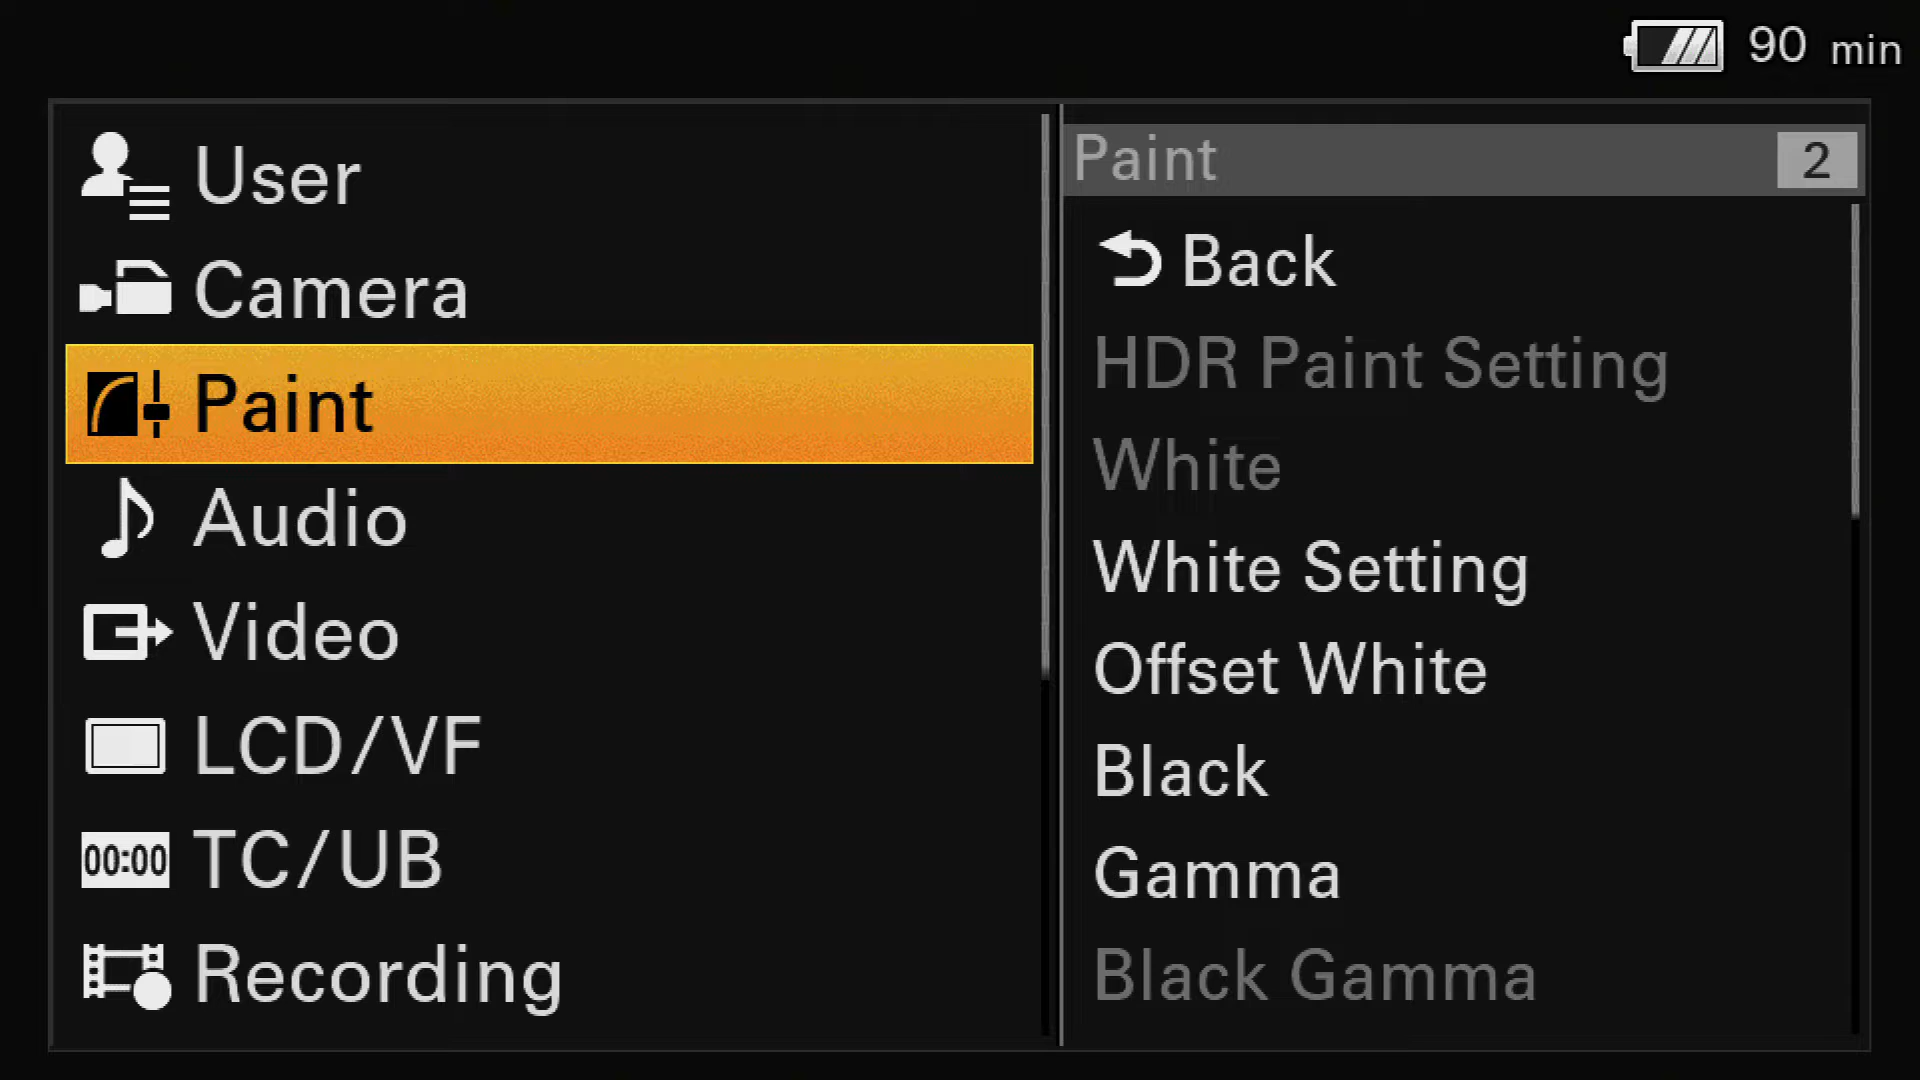 90 min
User
Camera
Paint
Audio
Video
LCD/VF
00:00 TC/UB
Recording
Paint 2
Back
HDR Paint Setting
White
White Setting
Offset White
Black
Gamma
Black Gamma